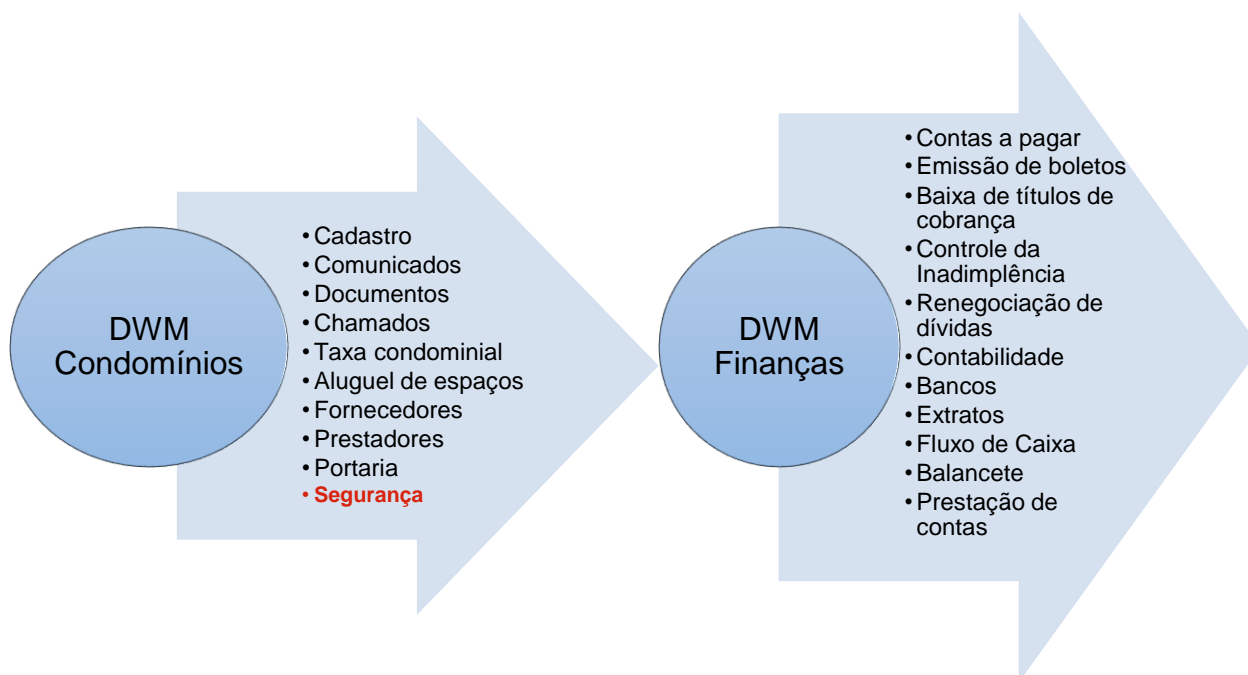 DWM
Condomínios
• Cadastro
• Comunicados
• Documentos
• Chamados
• Taxa condominial
• Aluguel de espaços
• Fornecedores
• Prestadores
• Portaria
• Segurança
DWM
Finanças
• Contas a pagar
• Emissão de boletos
• Baixa de títulos de
cobrança
• Controle da
Inadimplência
• Renegociação de
dívidas
• Contabilidade
• Bancos
• Extratos
• Fluxo de Caixa
• Balancete
• Prestação de
contas